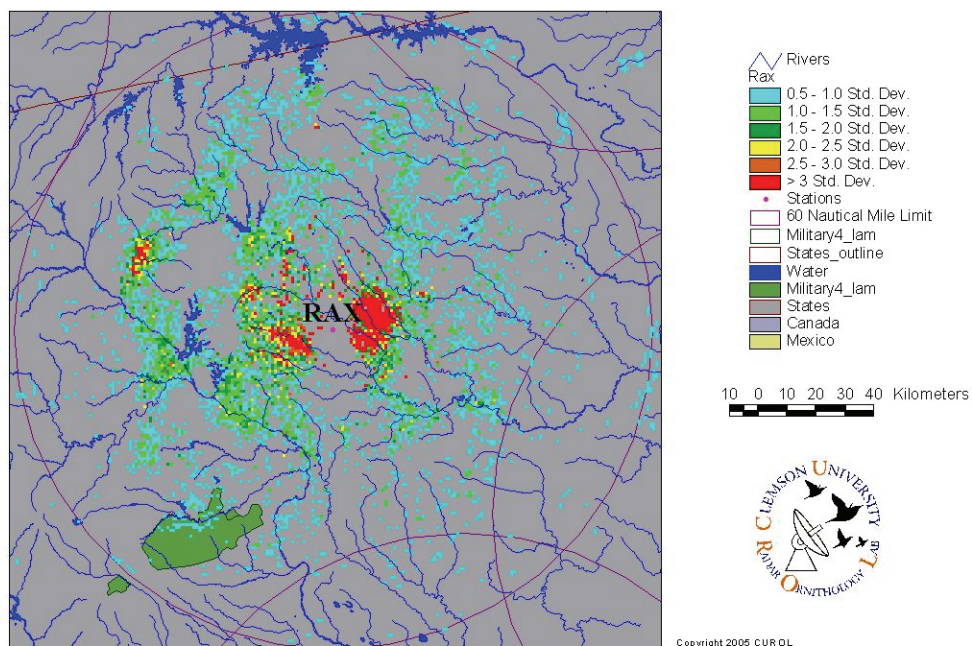 RAX
Rivers
Rax
0.5 - 1.0 Std. Dev.
1.0 - 1.5 Std. Dev.
1.5 - 2.0 Std. Dev.
2.0 - 2.5 Std. Dev.
2.5 - 3.0 Std. Dev.
> 3 Std. Dev.
Stations
60 Nautical Mile Limit
Military4_lam
States_outline
Water
Military4_lam
States
Canada
Mexico
10 0 10 20 30 40 Kilometers
CLEMSON UNIVERSITY
RADAR ORNITHOLOGY LAB
Copyright 2005 CUROL